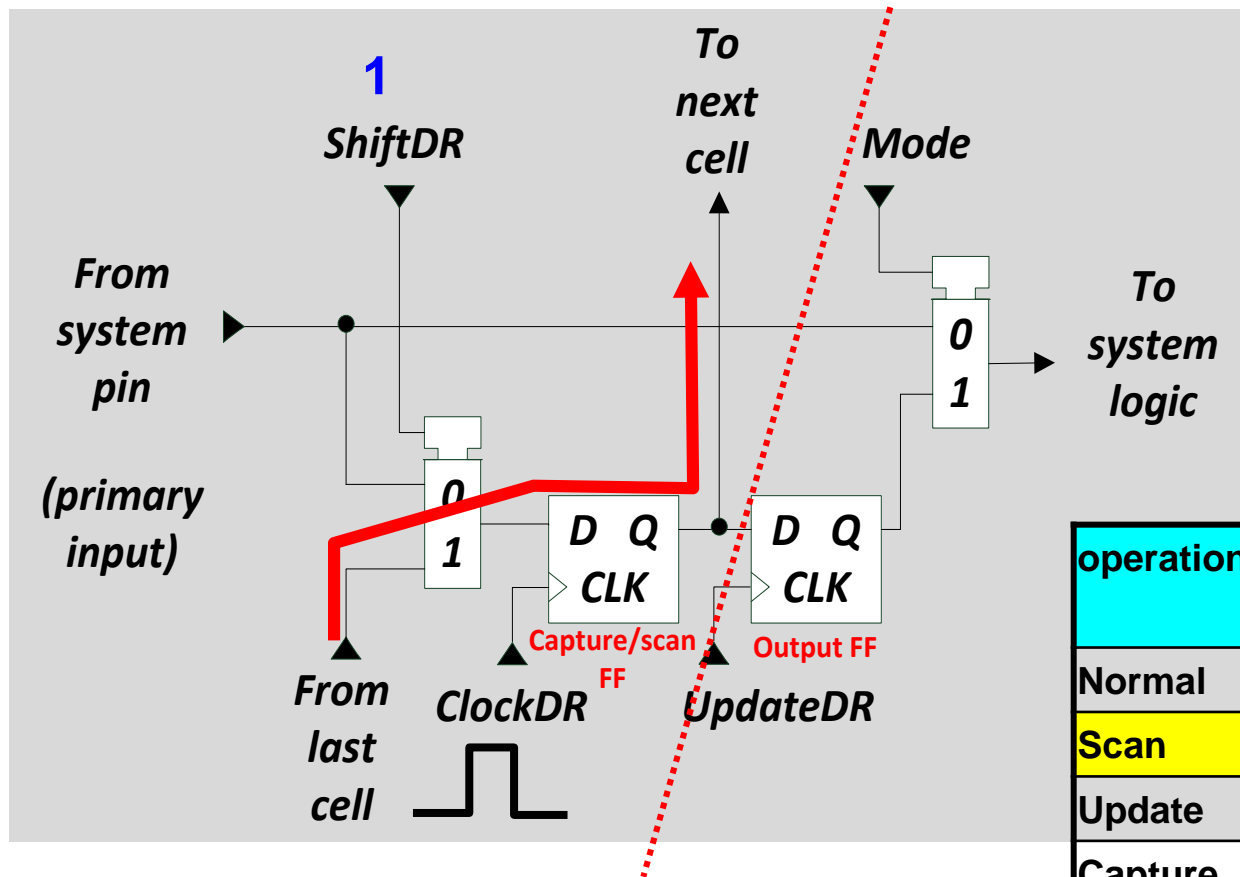 1
ShiftDR
To
next
cell
Mode
From
system
pin
(primary
input)
0
1
To
system
logic
0
1
D Q
CLK
D Q
CLK
Capture/scan
FF
Output FF
From
last
cell
ClockDR
UpdateDR
operation
Normal
Scan
Update
Capture